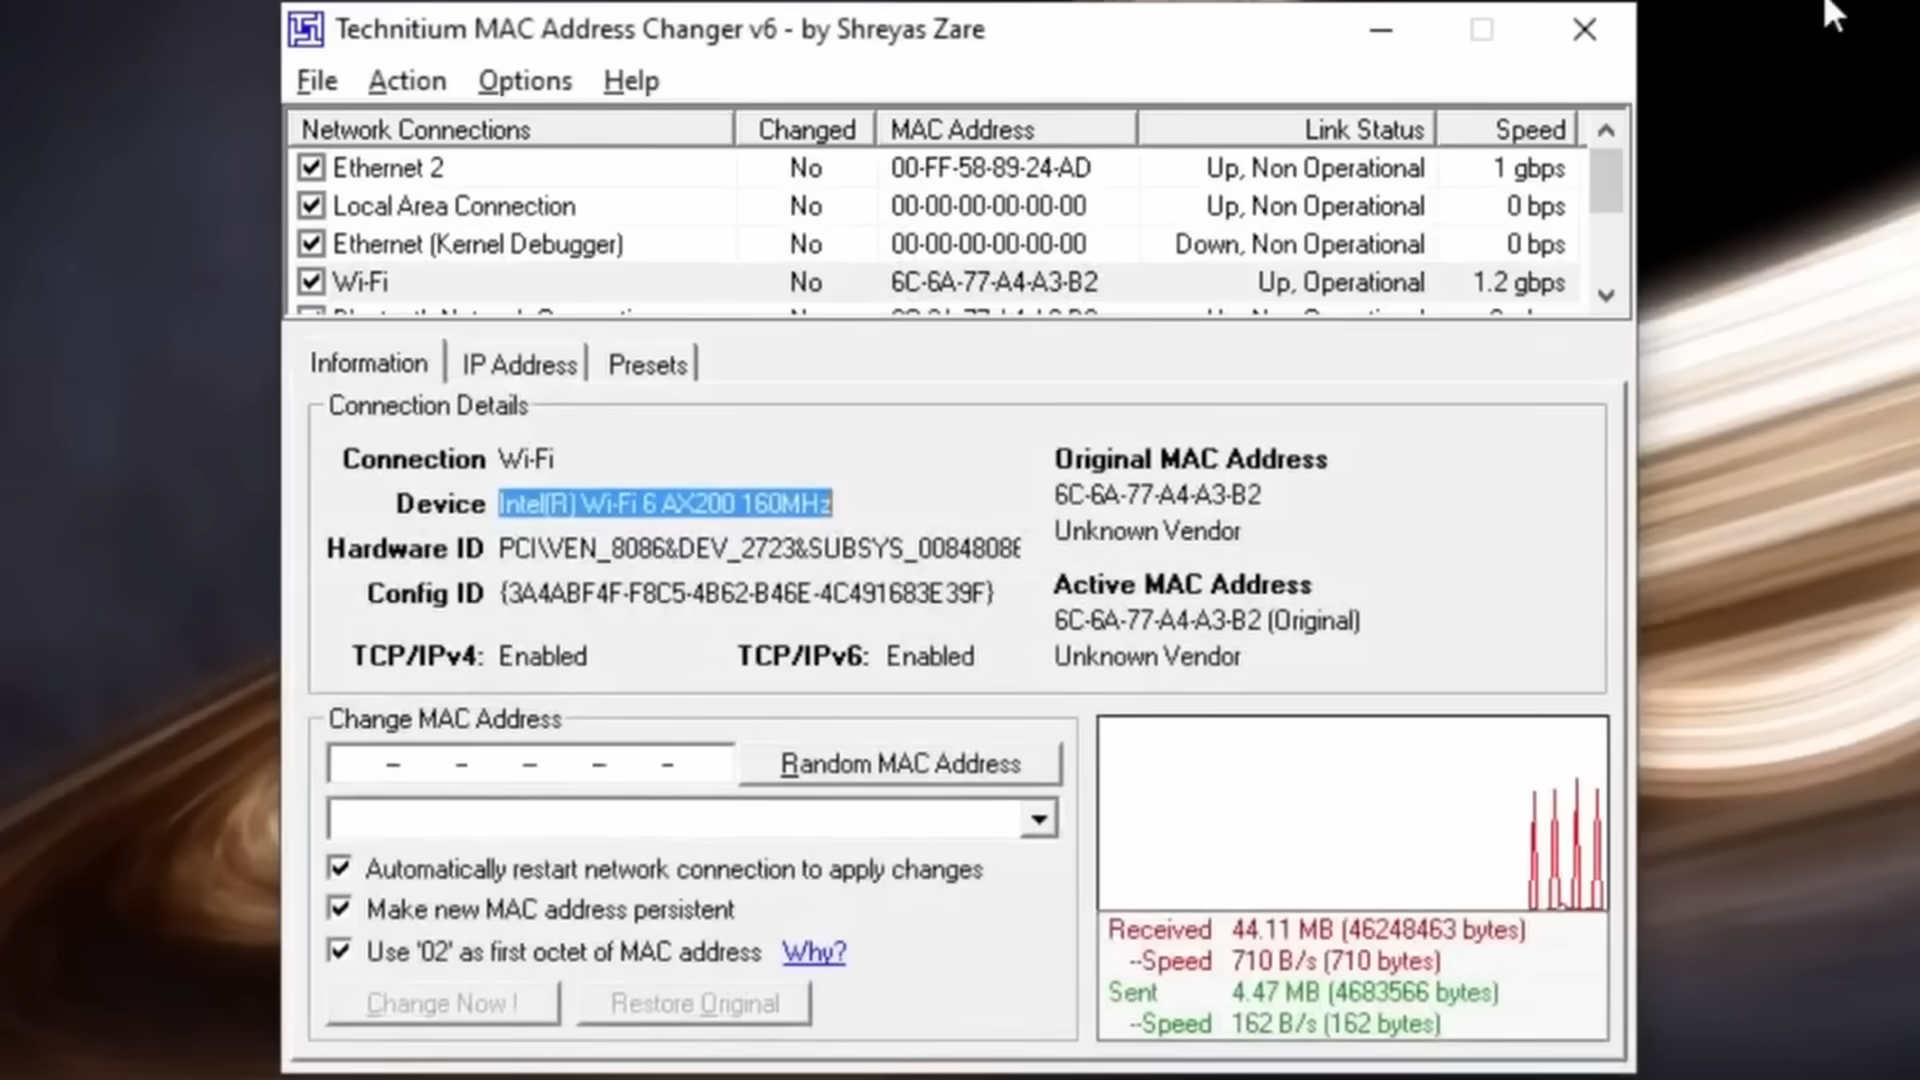 Technitium MAC Address Changer v6 - by Shreyas Zare
File Action Options Help
Network Connections Changed MAC Address Link Status Speed
Ethernet 2 No 00-FF-58-89-24-AD Up, Non Operational 1 gbps
Local Area Connection No 00-00-00-00-00-00 Up, Non Operational 0 bps
Ethernet (Kernel Debugger) No 00-00-00-00-00-00 Down, Non Operational 0 bps
Wi-Fi No 6C-6A-77-A4-A3-B2 Up, Operational 1.2 gbps
Information IP Address Presets
Connection Details
Connection Wi-Fi
Device Intel(R) Wi-Fi 6 AX200 160MHz
Hardware ID PCI\VEN_8086&DEV_2723&SUBSYS_00848086
Config ID {3A4ABF4F-F8C5-4B62-B46E-4C491683E39F}
TCP/IPv4: Enabled TCP/IPv6: Enabled
Original MAC Address
6C-6A-77-A4-A3-B2
Unknown Vendor
Active MAC Address
6C-6A-77-A4-A3-B2 (Original)
Unknown Vendor
Change MAC Address
- - - - - Random MAC Address
Automatically restart network connection to apply changes
Make new MAC address persistent
Use '02' as first octet of MAC address Why?
Change Now ! Restore Original
Received 44.11 MB (46248463 bytes)
--Speed 710 B/s (710 bytes)
Sent 4.47 MB (4683566 bytes)
--Speed 162 B/s (162 bytes)